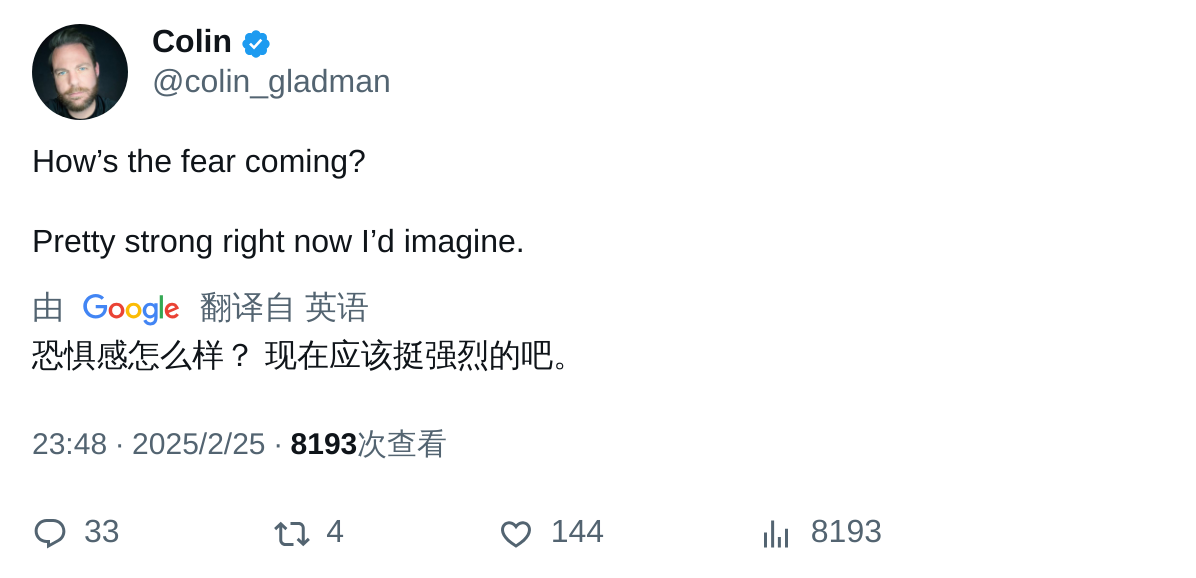 Colin
@colin_gladman
How’s the fear coming?
Pretty strong right now I’d imagine.
由 Google 翻译自 英语
恐惧感怎么样？ 现在应该挺强烈的吧。
23:48 · 2025/2/25 · 8193次查看
33 4 144 8193